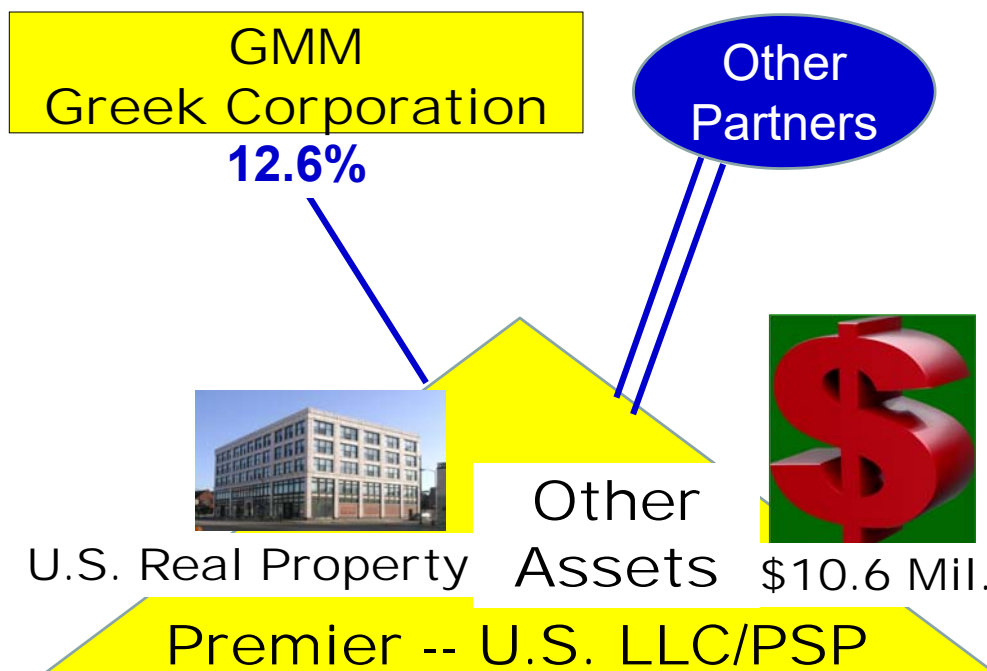 GMM
Greek Corporation
12.6%
Other
Partners
U.S. Real Property
Other
Assets
$10.6 Mil.
Premier -- U.S. LLC/PSP